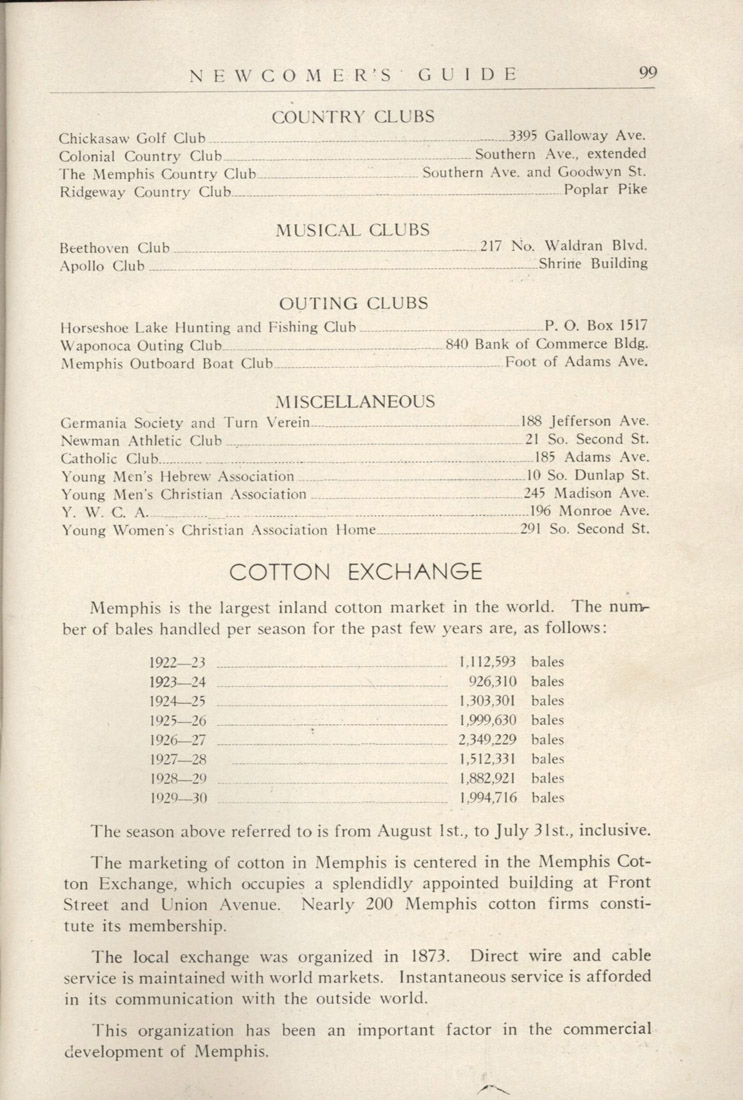 NEWCOMER'S GUIDE 99
COUNTRY CLUBS
Chickasaw Golf Club 3395 Galloway Ave.
Colonial Country Club Southern Ave., extended
The Memphis Country Club Southern Ave. and Goodwyn St.
Ridgeway Country Club Poplar Pike
MUSICAL CLUBS
Beethoven Club 217 No. Waldran Blvd.
Apollo Club Shrine Building
OUTING CLUBS
Horseshoe Lake Hunting and Fishing Club P. O. Box 1517
Waponoca Outing Club 840 Bank of Commerce Bldg.
Memphis Outboard Boat Club Foot of Adams Ave.
MISCELLANEOUS
Germania Society and Turn Verein 188 Jefferson Ave.
Newman Athletic Club 21 So. Second St.
Catholic Club 185 Adams Ave.
Young Men's Hebrew Association 10 So. Dunlap St.
Young Men's Christian Association 245 Madison Ave.
Y. W. C. A. 196 Monroe Ave.
Young Women's Christian Association Home 291 So. Second St.
COTTON EXCHANGE
Memphis is the largest inland cotton market in the world. The num-
ber of bales handled per season for the past few years are, as follows:
1922—23 1,112,593 bales
1923—24 926,310 bales
1924—25 1,303,301 bales
1925—26 1,999,630 bales
1926—27 2,349,229 bales
1927—28 1,512,331 bales
1928—29 1,882,921 bales
1929—30 1,994,716 bales
The season above referred to is from August 1st., to July 31st., inclusive.
The marketing of cotton in Memphis is centered in the Memphis Cot-
ton Exchange, which occupies a splendidly appointed building at Front
Street and Union Avenue. Nearly 200 Memphis cotton firms consti-
tute its membership.
The local exchange was organized in 1873. Direct wire and cable
service is maintained with world markets. Instantaneous service is afforded
in its communication with the outside world.
This organization has been an important factor in the commercial
development of Memphis.